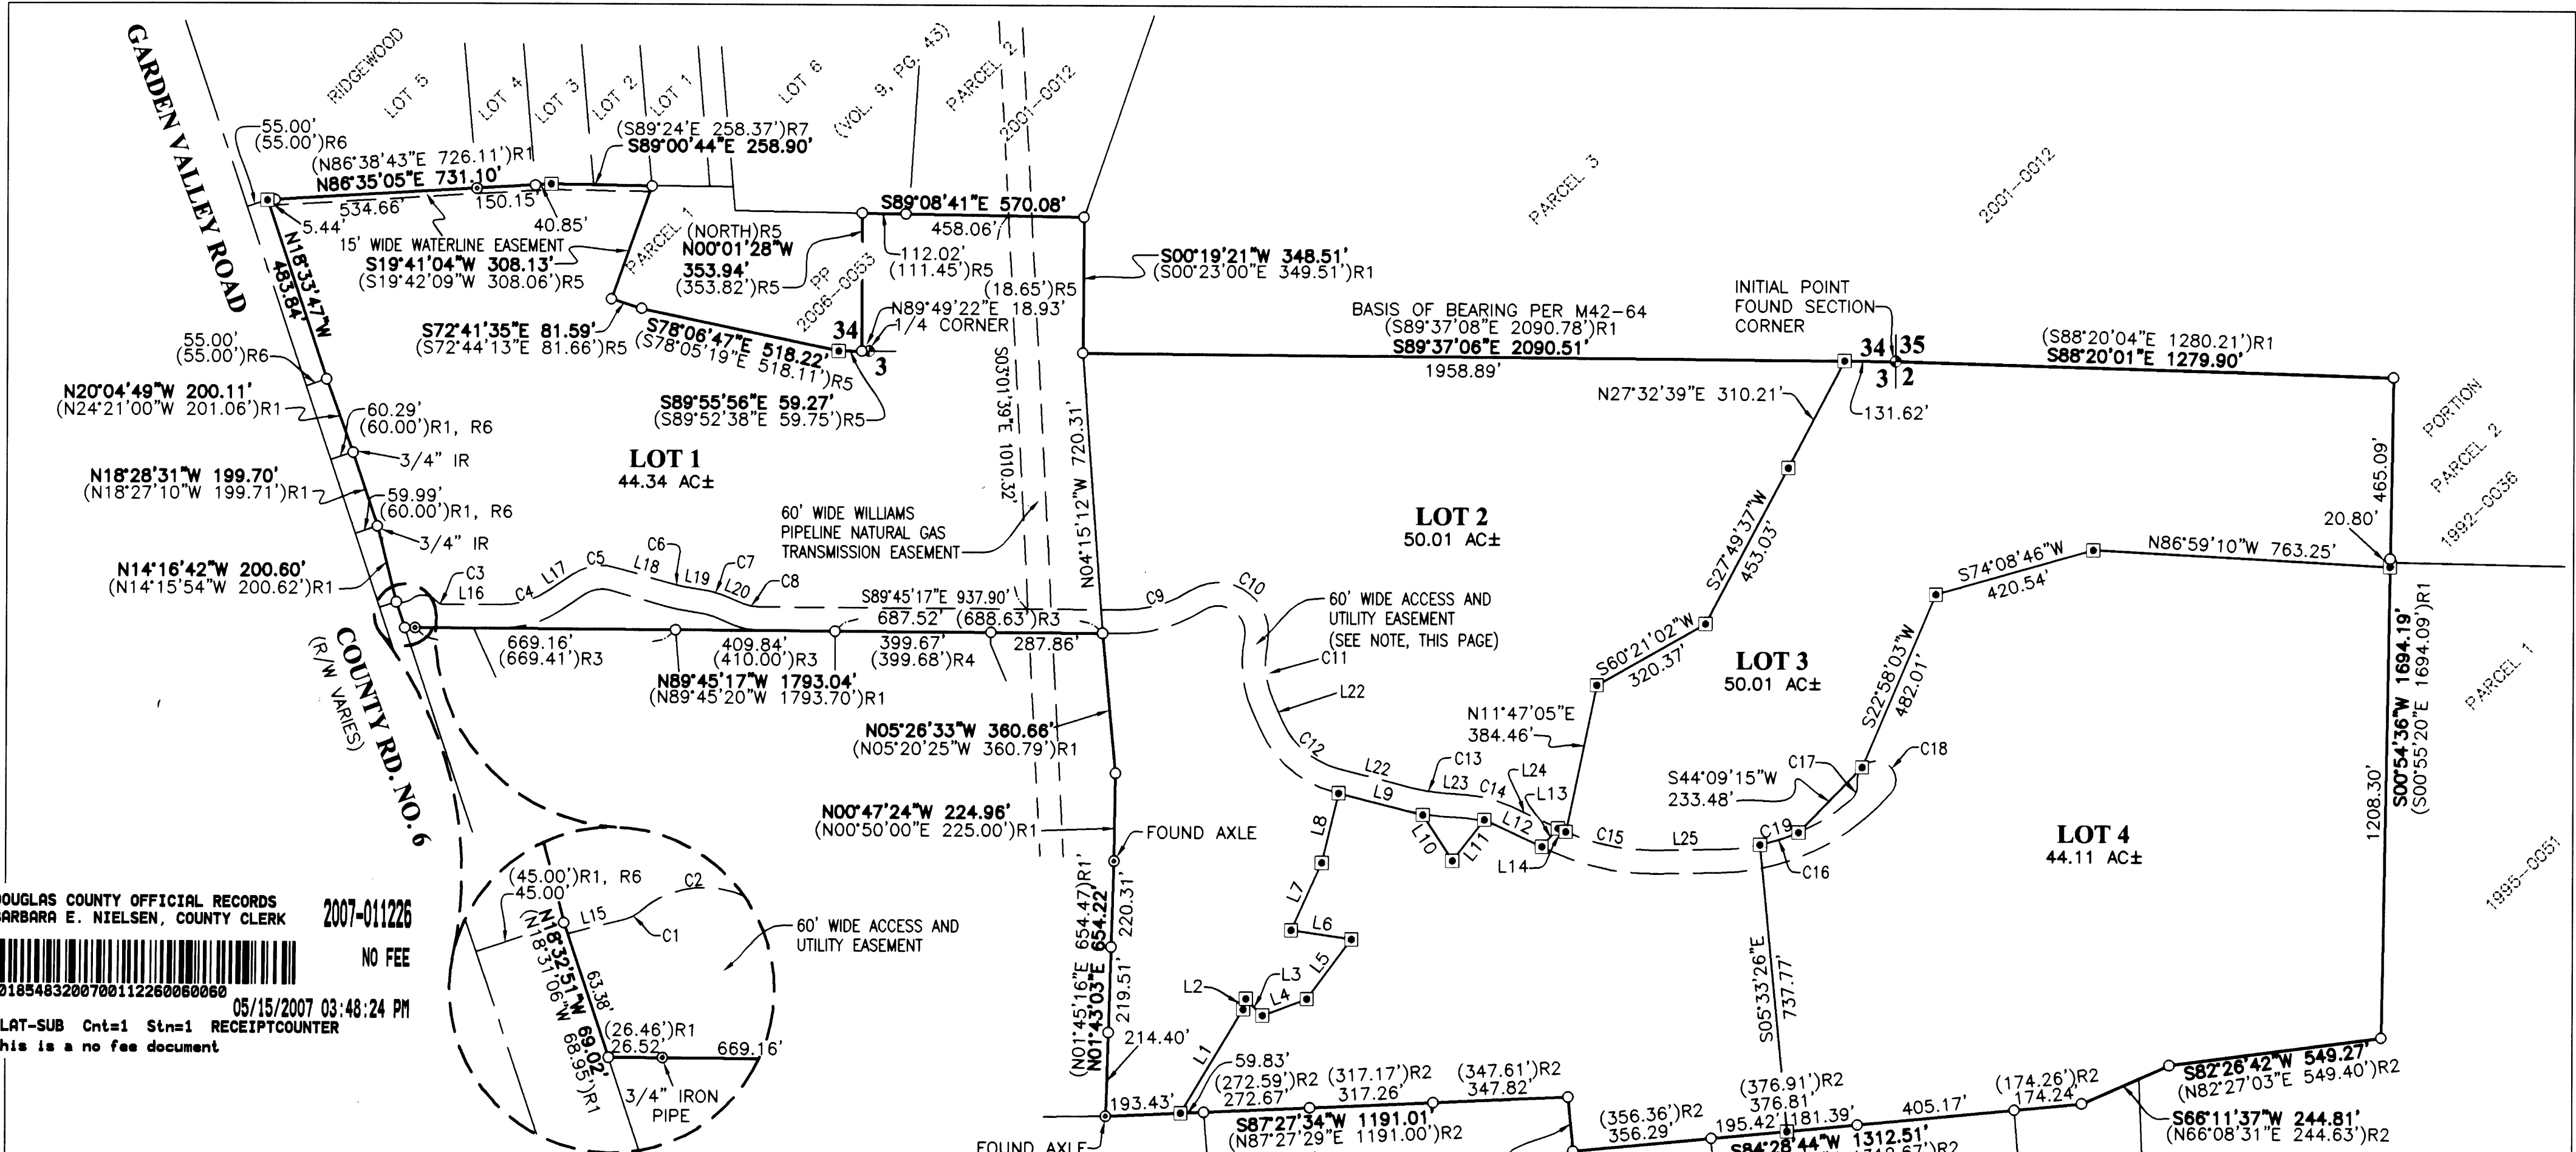 GARDEN VALLEY ROAD
RIDGEWOOD
LOT 5
LOT 4
LOT 3
LOT 2
LOT 1
LOT 6
(VOL. 9, PG. 43)
PARCEL 2
2001-0012
PARCEL 3
2001-0012
55.00'
(55.00')R6
(N86°38'43"E 726.11')R1
N86°35'05"E 731.10'
534.66'
150.15'
40.85'
5.44'
(S89°24'E 258.37')R7
S89°00'44"E 258.90'
15' WIDE WATERLINE EASEMENT
S19°41'04"W 308.13'
(S19°42'09"W 308.06')R5
PARCEL 1
PP
2006-0053
(NORTH)R5
N00°01'28"W
353.94'
(353.82')R5
S89°08'41"E 570.08'
458.06'
112.02'
(111.45')R5
(18.65')R5
N89°49'22"E 18.93'
1/4 CORNER
34
3
S72°41'35"E 81.59'
(S72°44'13"E 81.66')R5
S78°06'47"E 518.22'
(S78°05'19"E 518.11')R5
S89°55'56"E 59.27'
(S89°52'38"E 59.75')R5
S00°19'21"W 348.51'
(S00°23'00"E 349.51')R1
BASIS OF BEARING PER M42-64
(S89°37'08"E 2090.78')R1
S89°37'06"E 2090.51'
1958.89'
INITIAL POINT
FOUND SECTION
CORNER
34 35
3 2
131.62'
(S88°20'04"E 1280.21')R1
S88°20'01"E 1279.90'
N18°33'47"W
483.84'
55.00'
(55.00')R6
N20°04'49"W 200.11'
(N24°21'00"W 201.06')R1
60.29'
(60.00')R1, R6
3/4" IR
N18°28'31"W 199.70'
(N18°27'10"W 199.71')R1
59.99'
(60.00')R1, R6
3/4" IR
N14°16'42"W 200.60'
(N14°15'54"W 200.62')R1
LOT 1
44.34 AC±
S03°01'39"E 1010.32'
60' WIDE WILLIAMS
PIPELINE NATURAL GAS
TRANSMISSION EASEMENT
N04°15'12"W 720.31'
N27°32'39"E 310.21'
S27°49'37"W
453.03'
LOT 2
50.01 AC±
465.09'
20.80'
PORTION
PARCEL 2
1992-0036
N86°59'10"W 763.25'
S74°08'46"W
420.54'
S22°58'03"W
482.01'
C3
L16
C4
L17
C5
L18
C6
L19
C7
L20
C8
S89°45'17"E 937.90'
687.52' (688.63')R3
669.16'
(669.41')R3
409.84'
(410.00')R3
399.67'
(399.68')R4
287.86'
N89°45'17"W 1793.04'
(N89°45'20"W 1793.70')R1
C9
C10
60' WIDE ACCESS AND
UTILITY EASEMENT
(SEE NOTE, THIS PAGE)
C11
L22
C12
L22
C13
L23
C14
L24
L13
S60°21'02"W
320.37'
LOT 3
50.01 AC±
N11°47'05"E
384.46'
S44°09'15"W
233.48'
C17
C18
C15
L25
C19
C16
L9
L10
L11
L12
L14
L8
L7
L6
L5
L4
L3
L2
L1
COUNTY RD. NO. 6
(R/W VARIES)
N05°26'33"W 360.66'
(N05°20'25"W 360.79')R1
N00°47'24"W 224.96'
(N00°50'00"E 225.00')R1
FOUND AXLE
(N01°45'16"E 654.47')R1
N01°43'03"E 654.22'
220.31'
219.51'
214.40'
LOT 4
44.11 AC±
1208.30'
S00°54'36"W 1694.19'
(S00°55'20"E 1694.09')R1
PARCEL 1
1995-0051
S05°33'26"E
737.77'
DOUGLAS COUNTY OFFICIAL RECORDS
BARBARA E. NIELSEN, COUNTY CLERK
2007-011226
NO FEE
01854832007001122600600​60
05/15/2007 03:48:24 PM
LAT-SUB Cnt=1 Stn=1 RECEIPTCOUNTER
This is a no fee document
(45.00')R1, R6
45.00'
L15
C2
C1
N18°32'51"W 69.02'
(N18°31'06"W 68.95')R1
63.38'
(26.46')R1
26.52'
669.16'
3/4" IRON
PIPE
60' WIDE ACCESS AND
UTILITY EASEMENT
193.43'
59.83'
(272.59')R2
272.67'
(317.17')R2
317.26'
(347.61')R2
347.82'
S87°27'34"W 1191.01'
(N87°27'29"E 1191.00')R2
FOUND AXLE
(356.36')R2
356.29'
(376.91')R2
376.81'
195.42'
181.39'
405.17'
(174.26')R2
174.24'
S84°28'44"W 1312.51'
S82°26'42"W 549.27'
(N82°27'03"E 549.40')R2
S66°11'37"W 244.81'
(N66°08'31"E 244.63')R2